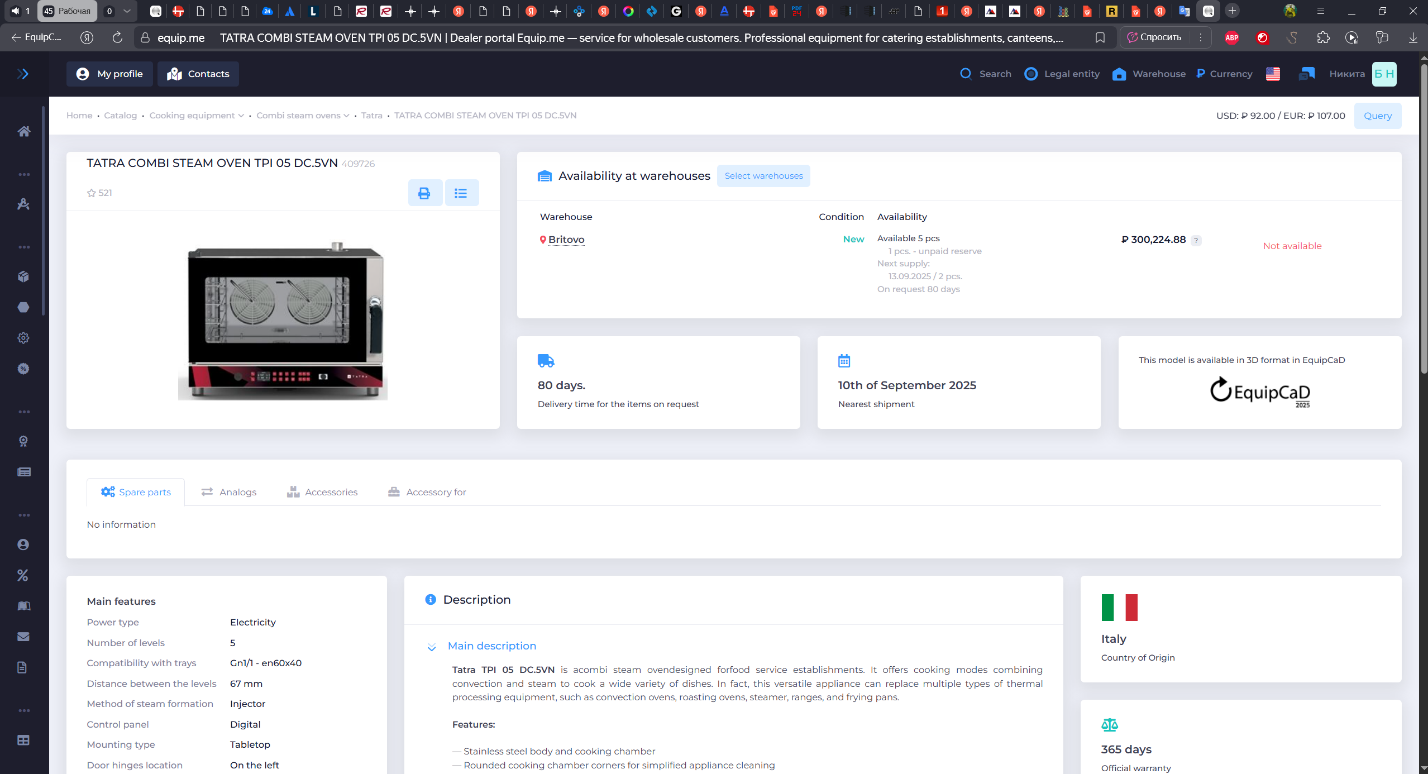 1
45 Рабочая
0
EquipC...
equip.me TATRA COMBI STEAM OVEN TPI 05 DC.5VN | Dealer portal Equip.me — service for wholesale customers. Professional equipment for catering establishments, canteens,...
Спросить
ABP
My profile
Contacts
Search
Legal entity
Warehouse
₽ Currency
Никита
Б Н
Home • Catalog • Cooking equipment • Combi steam ovens • Tatra • TATRA COMBI STEAM OVEN TPI 05 DC.5VN
USD: ₽ 92.00 / EUR: ₽ 107.00
Query
TATRA COMBI STEAM OVEN TPI 05 DC.5VN 409726
521
Availability at warehouses
Select warehouses
Warehouse Condition Availability
Britovo New Available 5 pcs ₽ 300,224.88 ? Not available
1 pcs. - unpaid reserve
Next supply:
13.09.2025 / 2 pcs.
On request 80 days
80 days.
Delivery time for the items on request
10th of September 2025
Nearest shipment
This model is available in 3D format in EquipCaD
EquipCaD
2025
Spare parts
Analogs
Accessories
Accessory for
No information
Main features
Power type Electricity
Number of levels 5
Compatibility with trays Gn1/1 - en60x40
Distance between the levels 67 mm
Method of steam formation Injector
Control panel Digital
Mounting type Tabletop
Door hinges location On the left
Description
Main description
Tatra TPI 05 DC.5VN is acombi steam ovendesigned forfood service establishments. It offers cooking modes combining
convection and steam to cook a wide variety of dishes. In fact, this versatile appliance can replace multiple types of thermal
processing equipment, such as convection ovens, roasting ovens, steamer, ranges, and frying pans.
Features:
— Stainless steel body and cooking chamber
— Rounded cooking chamber corners for simplified appliance cleaning
Italy
Country of Origin
365 days
Official warranty